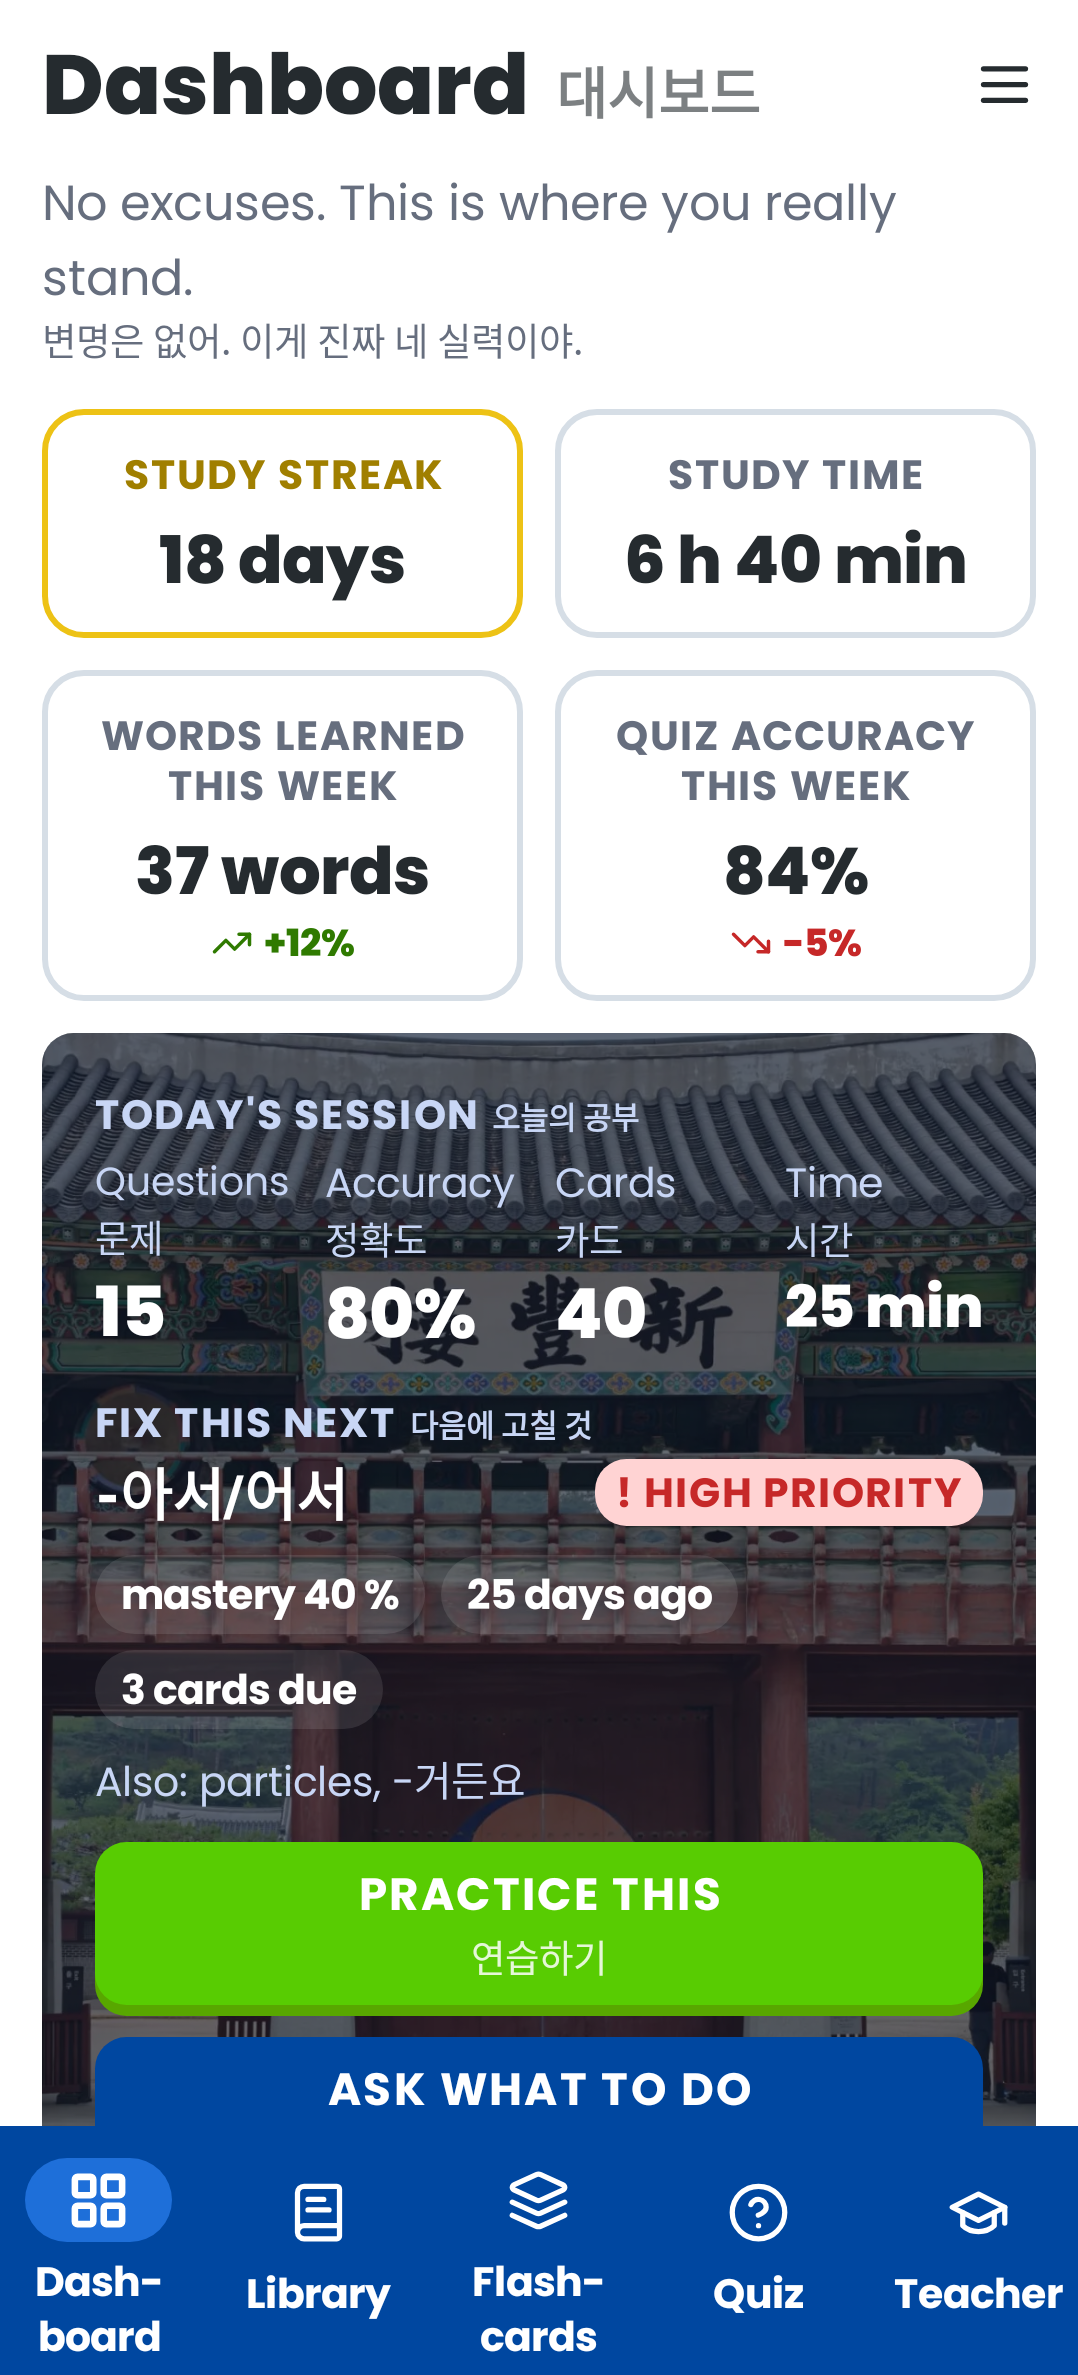 Dashboard 대시보드
No excuses. This is where you really
stand.
변명은 없어. 이게 진짜 네 실력이야.
STUDY STREAK
18 days
STUDY TIME
6 h 40 min
WORDS LEARNED
THIS WEEK
37 words
+12%
QUIZ ACCURACY
THIS WEEK
84%
-5%
TODAY'S SESSION 오늘의 공부
Questions Accuracy Cards Time
문제 정확도 카드 시간
15 80% 40 25 min
接豐新
FIX THIS NEXT 다음에 고칠 것
-아서/어서
! HIGH PRIORITY
mastery 40 % 25 days ago
3 cards due
Also: particles, -거든요
PRACTICE THIS
연습하기
ASK WHAT TO DO
Dash-
board
Library
Flash-
cards
Quiz
Teacher